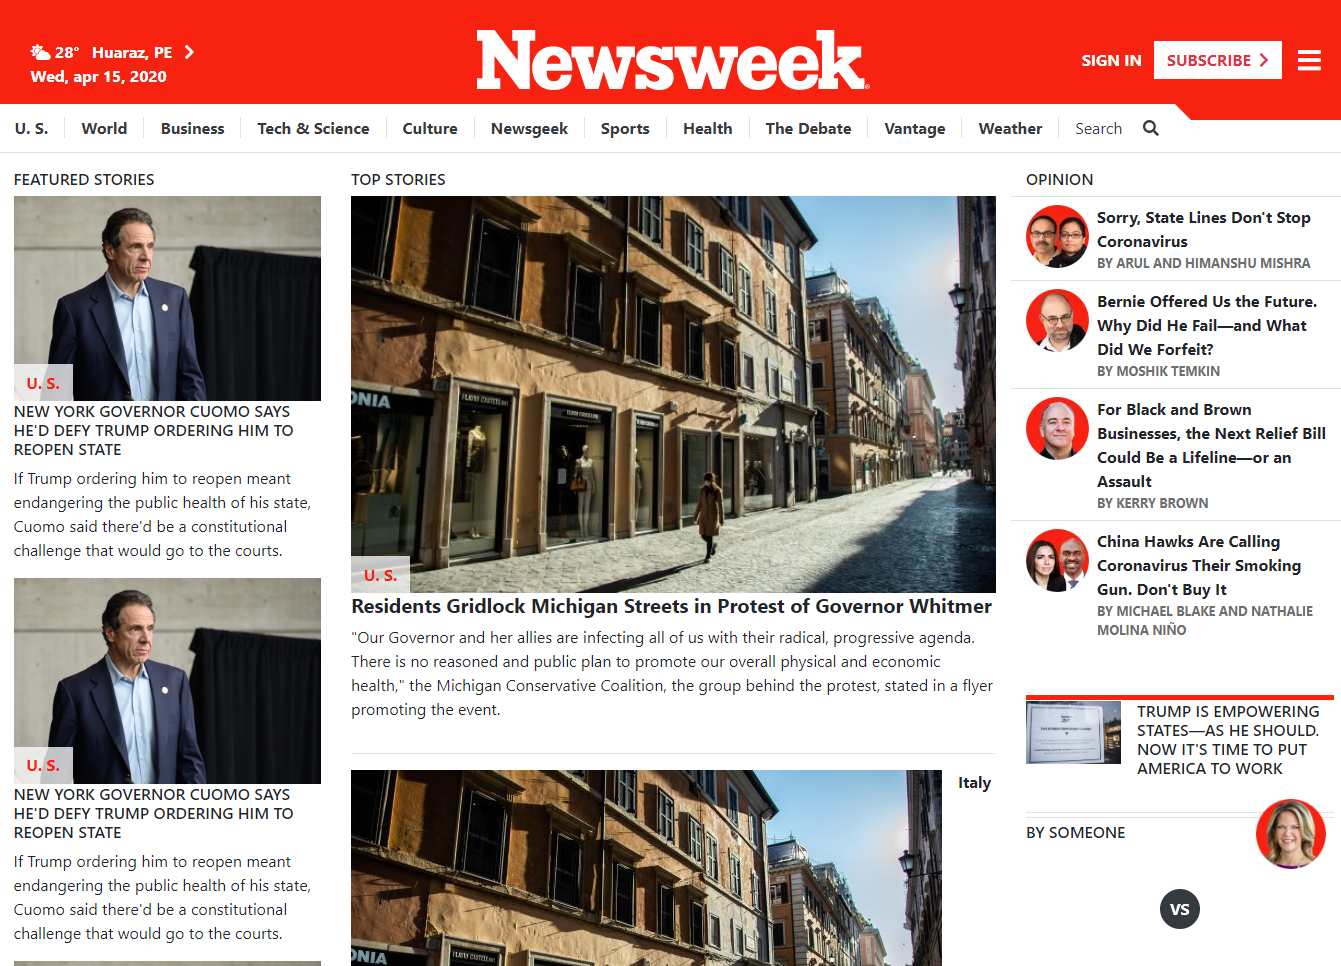 28° Huaraz, PE
Wed, apr 15, 2020
Newsweek
SIGN IN
SUBSCRIBE
U. S.
World
Business
Tech & Science
Culture
Newsgeek
Sports
Health
The Debate
Vantage
Weather
Search
FEATURED STORIES
U. S.
NEW YORK GOVERNOR CUOMO SAYS
HE'D DEFY TRUMP ORDERING HIM TO
REOPEN STATE
If Trump ordering him to reopen meant
endangering the public health of his state,
Cuomo said there'd be a constitutional
challenge that would go to the courts.
U. S.
NEW YORK GOVERNOR CUOMO SAYS
HE'D DEFY TRUMP ORDERING HIM TO
REOPEN STATE
If Trump ordering him to reopen meant
endangering the public health of his state,
Cuomo said there'd be a constitutional
challenge that would go to the courts.
TOP STORIES
ONIA
FLAVIO CASTELLANI
U. S.
Residents Gridlock Michigan Streets in Protest of Governor Whitmer
"Our Governor and her allies are infecting all of us with their radical, progressive agenda.
There is no reasoned and public plan to promote our overall physical and economic
health," the Michigan Conservative Coalition, the group behind the protest, stated in a flyer
promoting the event.
ONIA
FLAVIO CASTELLANI
Italy
OPINION
Sorry, State Lines Don't Stop
Coronavirus
BY ARUL AND HIMANSHU MISHRA
Bernie Offered Us the Future.
Why Did He Fail—and What
Did We Forfeit?
BY MOSHIK TEMKIN
For Black and Brown
Businesses, the Next Relief Bill
Could Be a Lifeline—or an
Assault
BY KERRY BROWN
China Hawks Are Calling
Coronavirus Their Smoking
Gun. Don't Buy It
BY MICHAEL BLAKE AND NATHALIE
MOLINA NIÑO
TRUMP IS EMPOWERING
STATES—AS HE SHOULD.
NOW IT'S TIME TO PUT
AMERICA TO WORK
BY SOMEONE
VS